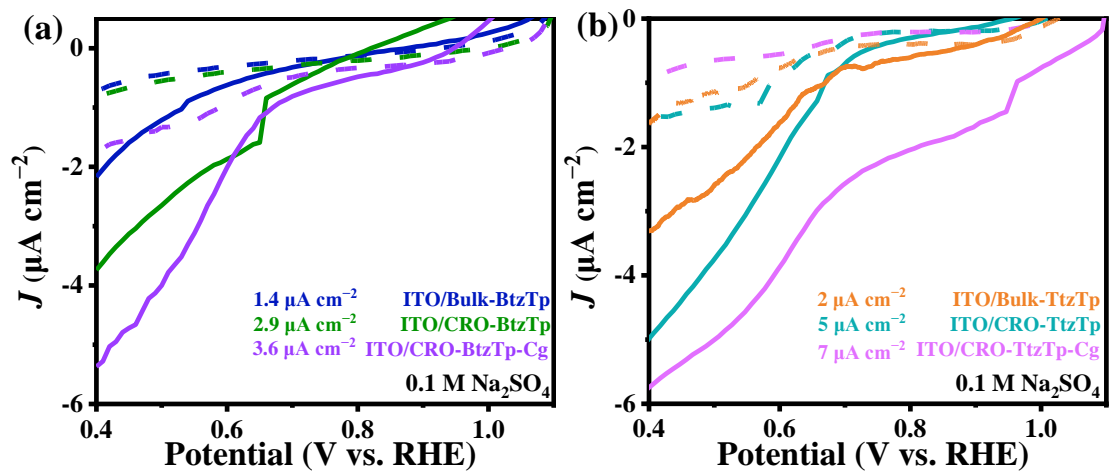 (a)
J (μA cm−2)
0
-2
-4
-6
1.4 μA cm−2 ITO/Bulk-BtzTp
2.9 μA cm−2 ITO/CRO-BtzTp
3.6 μA cm−2 ITO/CRO-BtzTp-Cg
0.1 M Na2SO4
0.4 0.6 0.8 1.0
Potential (V vs. RHE)
(b)
J (μA cm−2)
0
-2
-4
-6
2 μA cm−2 ITO/Bulk-TtzTp
5 μA cm−2 ITO/CRO-TtzTp
7 μA cm−2 ITO/CRO-TtzTp-Cg
0.1 M Na2SO4
0.4 0.6 0.8 1.0
Potential (V vs. RHE)